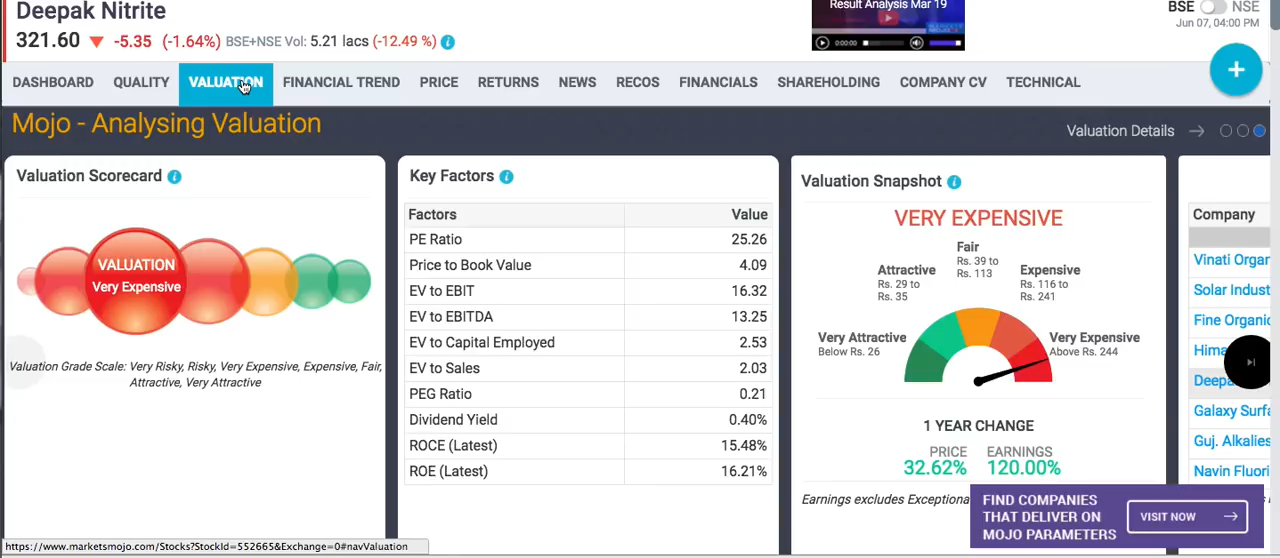 Deepak Nitrite
321.60 ▼ -5.35 (-1.64%) BSE+NSE Vol: 5.21 lacs (-12.49 %) i
Result Analysis Mar 19
0:00:00
BSE NSE
Jun 07, 04:00 PM
DASHBOARD QUALITY VALUATION FINANCIAL TREND PRICE RETURNS NEWS RECOS FINANCIALS SHAREHOLDING COMPANY CV TECHNICAL
+
Mojo - Analysing Valuation
Valuation Details →
Valuation Scorecard i
VALUATION
Very Expensive
Valuation Grade Scale: Very Risky, Risky, Very Expensive, Expensive, Fair,
Attractive, Very Attractive
Key Factors i
Factors Value
PE Ratio 25.26
Price to Book Value 4.09
EV to EBIT 16.32
EV to EBITDA 13.25
EV to Capital Employed 2.53
EV to Sales 2.03
PEG Ratio 0.21
Dividend Yield 0.40%
ROCE (Latest) 15.48%
ROE (Latest) 16.21%
Valuation Snapshot i
VERY EXPENSIVE
Fair
Rs. 39 to
Rs. 113
Attractive
Rs. 29 to
Rs. 35
Expensive
Rs. 116 to
Rs. 241
Very Attractive
Below Rs. 26
Very Expensive
Above Rs. 244
1 YEAR CHANGE
PRICE EARNINGS
32.62% 120.00%
Earnings excludes Exceptiona
Company
Vinati Organ
Solar Indust
Fine Organic
Hima
Deepa
Galaxy Surfa
Guj. Alkalies
Navin Fluori
FIND COMPANIES
THAT DELIVER ON
MOJO PARAMETERS
VISIT NOW →
https://www.marketsmojo.com/Stocks?StockId=552665&Exchange=0#navValuation